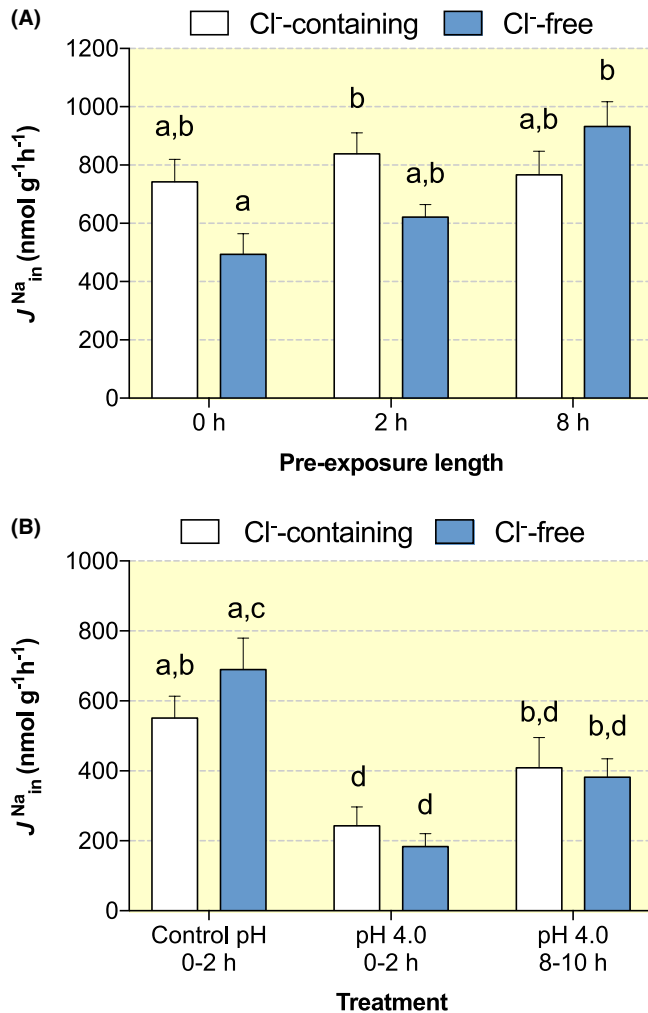 (A)
Cl⁻-containing Cl⁻-free
1200
1000
800
600
400
200
0
J^Na_in (nmol g⁻¹h⁻¹)
a,b
a
b
a,b
a,b
b
0 h 2 h 8 h
Pre-exposure length
(B)
Cl⁻-containing Cl⁻-free
1000
800
600
400
200
0
J^Na_in (nmol g⁻¹h⁻¹)
a,b
a,c
d
d
b,d
b,d
Control pH pH 4.0 pH 4.0
0-2 h 0-2 h 8-10 h
Treatment